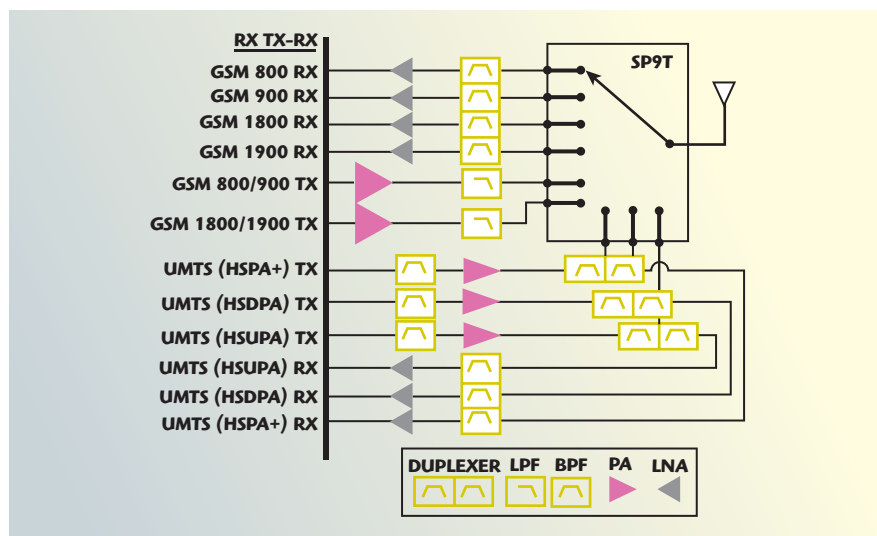 RX TX-RX
GSM 800 RX
GSM 900 RX
GSM 1800 RX
GSM 1900 RX
GSM 800/900 TX
GSM 1800/1900 TX
UMTS (HSPA+) TX
UMTS (HSDPA) TX
UMTS (HSUPA) TX
UMTS (HSUPA) RX
UMTS (HSDPA) RX
UMTS (HSPA+) RX
SP9T
DUPLEXER LPF BPF PA LNA